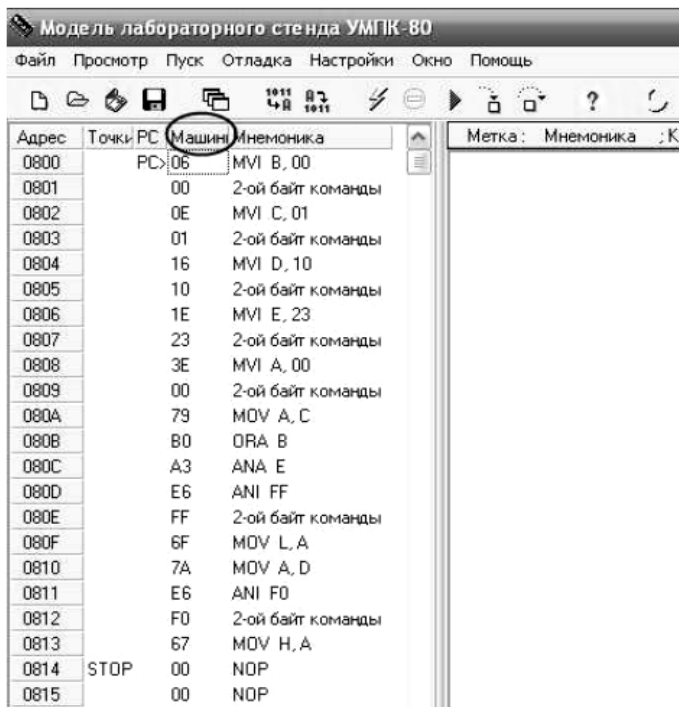 Модель лабораторного стенда УМПК-80
Файл Просмотр Пуск Отладка Настройки Окно Помощь
Адрес Точки РС Машин Мнемоника Метка: Мнемоника ;К
0800 PC> 06 MVI B, 00
0801 00 2-ой байт команды
0802 0E MVI C, 01
0803 01 2-ой байт команды
0804 16 MVI D, 10
0805 10 2-ой байт команды
0806 1E MVI E, 23
0807 23 2-ой байт команды
0808 3E MVI A, 00
0809 00 2-ой байт команды
080A 79 MOV A, C
080B B0 ORA B
080C A3 ANA E
080D E6 ANI FF
080E FF 2-ой байт команды
080F 6F MOV L, A
0810 7A MOV A, D
0811 E6 ANI F0
0812 F0 2-ой байт команды
0813 67 MOV H, A
0814 STOP 00 NOP
0815 00 NOP